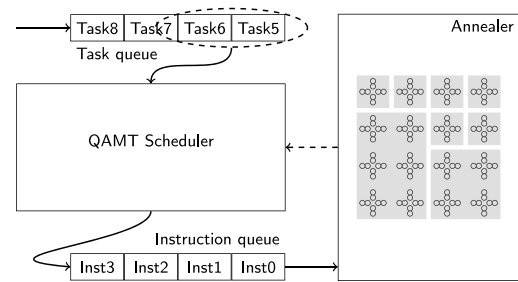 Task8 Task7 Task6 Task5
Annealer
Task queue
QAMT Scheduler
Instruction queue
Inst3 Inst2 Inst1 Inst0